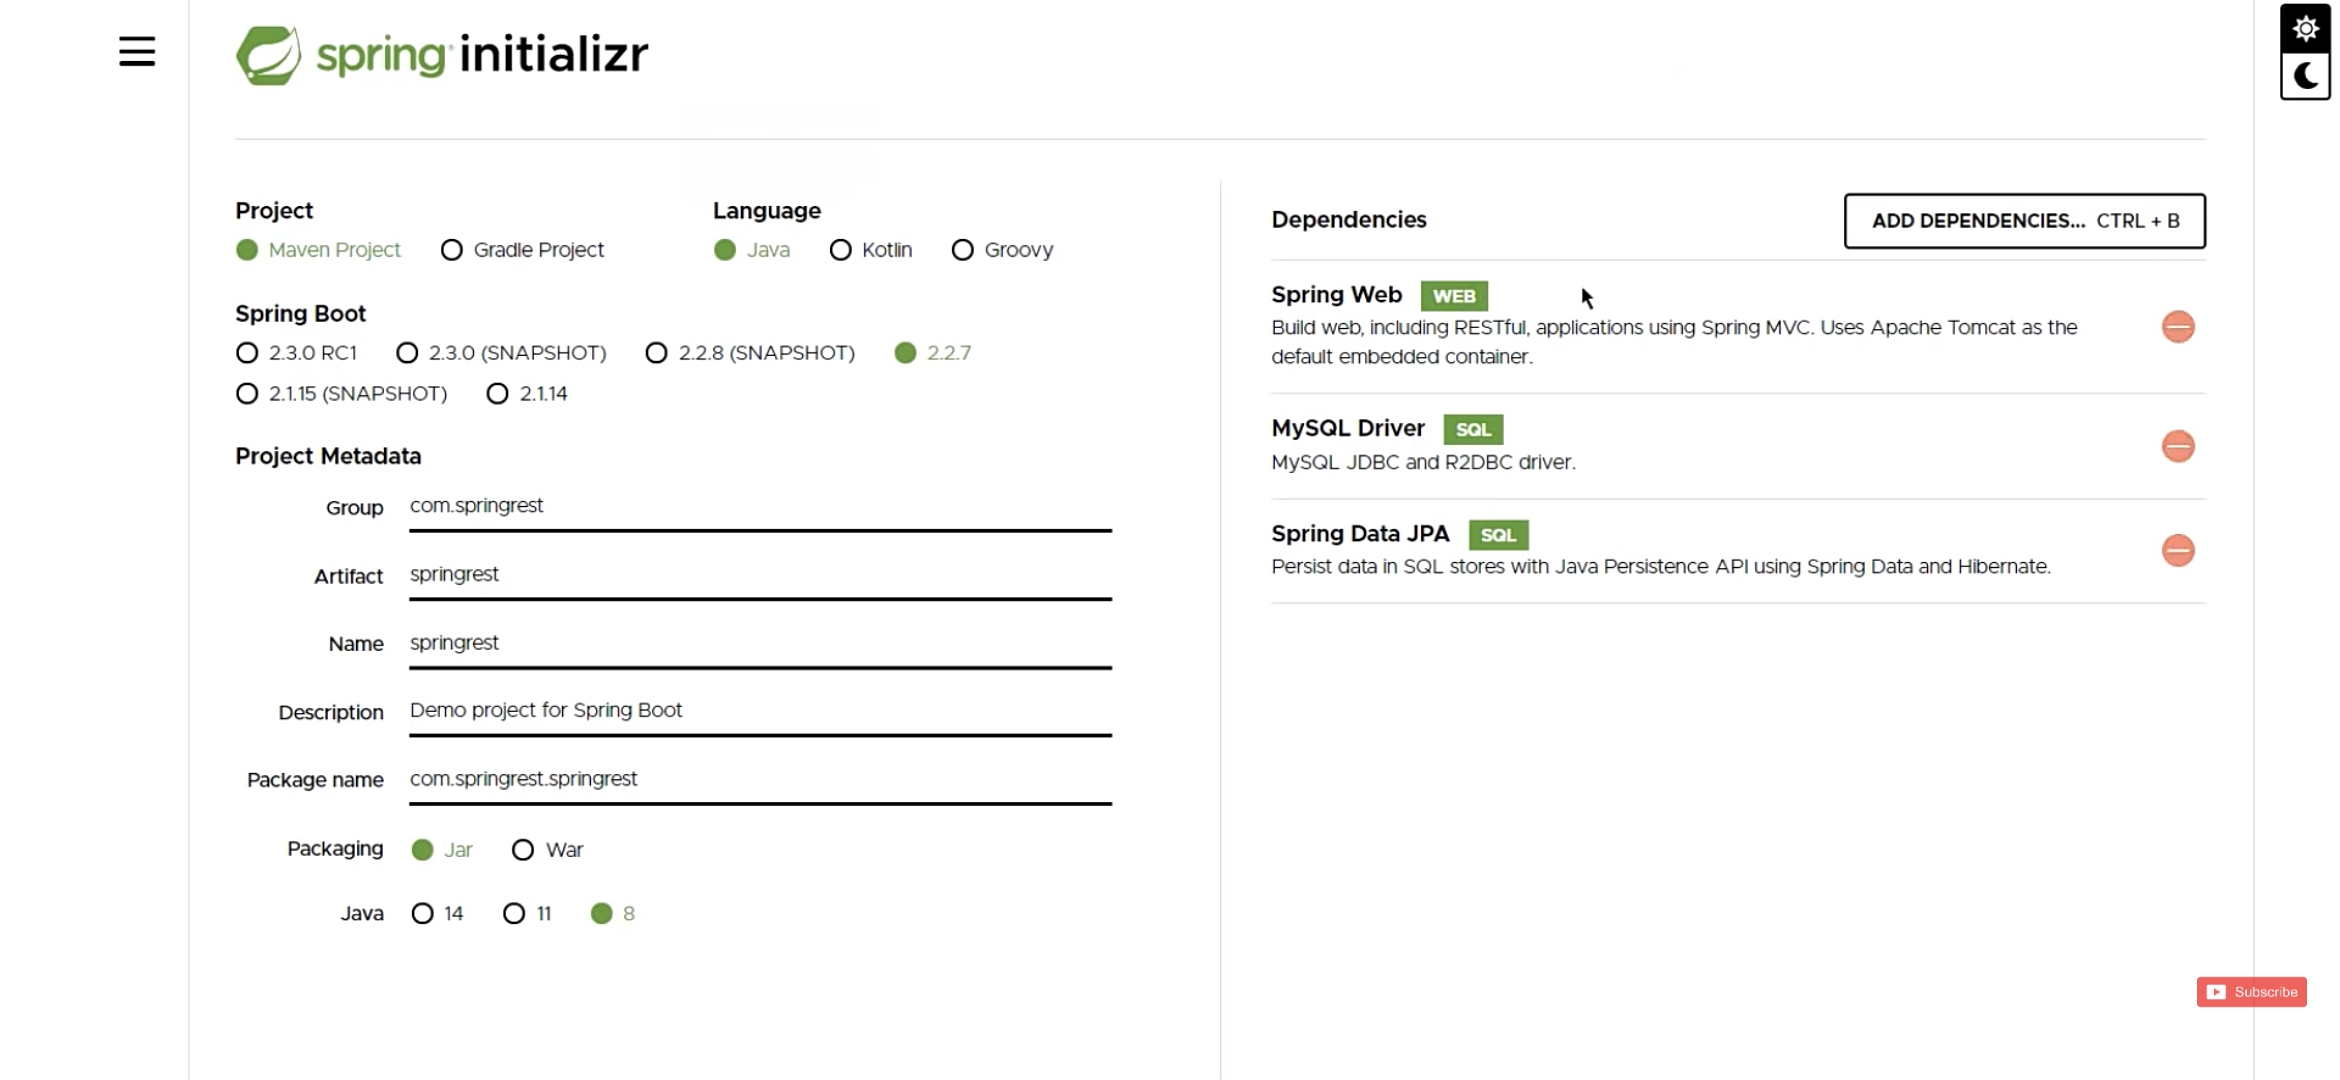 spring initializr
Project
Maven Project Gradle Project
Language
Java Kotlin Groovy
Spring Boot
2.3.0 RC1 2.3.0 (SNAPSHOT) 2.2.8 (SNAPSHOT) 2.2.7
2.1.15 (SNAPSHOT) 2.1.14
Project Metadata
Group com.springrest
Artifact springrest
Name springrest
Description Demo project for Spring Boot
Package name com.springrest.springrest
Packaging Jar War
Java 14 11 8
Dependencies
ADD DEPENDENCIES... CTRL + B
Spring Web WEB
Build web, including RESTful, applications using Spring MVC. Uses Apache Tomcat as the
default embedded container.
MySQL Driver SQL
MySQL JDBC and R2DBC driver.
Spring Data JPA SQL
Persist data in SQL stores with Java Persistence API using Spring Data and Hibernate.
Subscribe